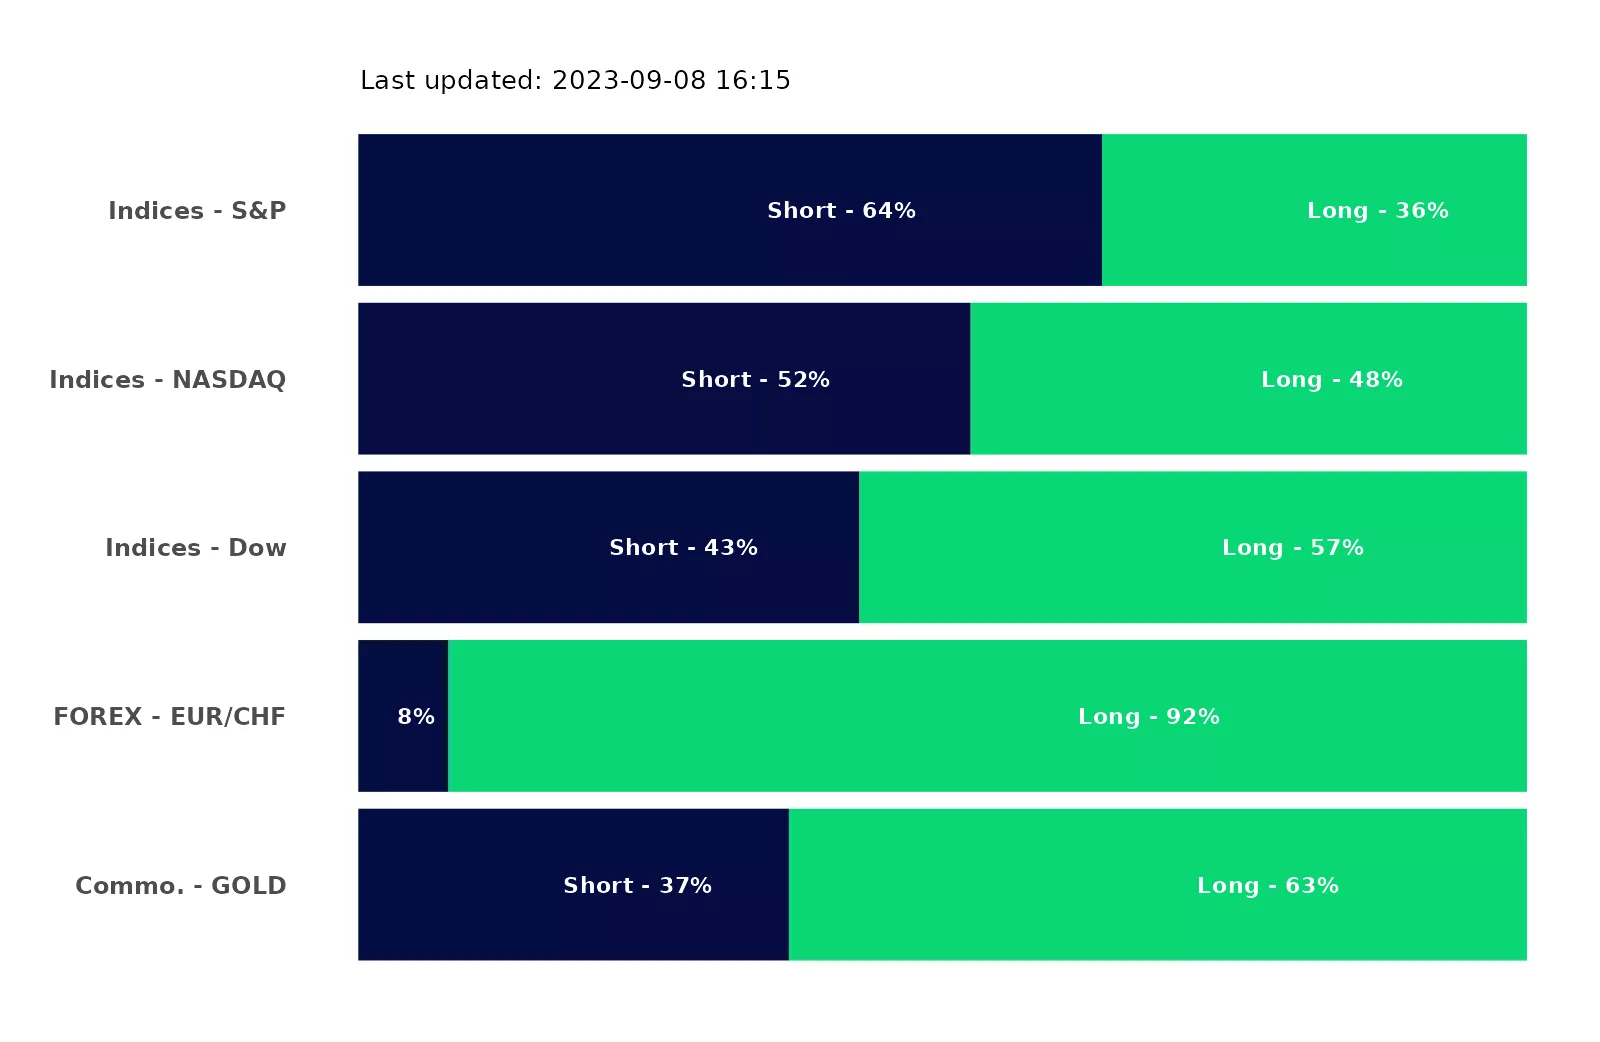 Last updated: 2023-09-08 16:15
Indices - S&P Short - 64% Long - 36%
Indices - NASDAQ Short - 52% Long - 48%
Indices - Dow Short - 43% Long - 57%
FOREX - EUR/CHF 8% Long - 92%
Commo. - GOLD Short - 37% Long - 63%